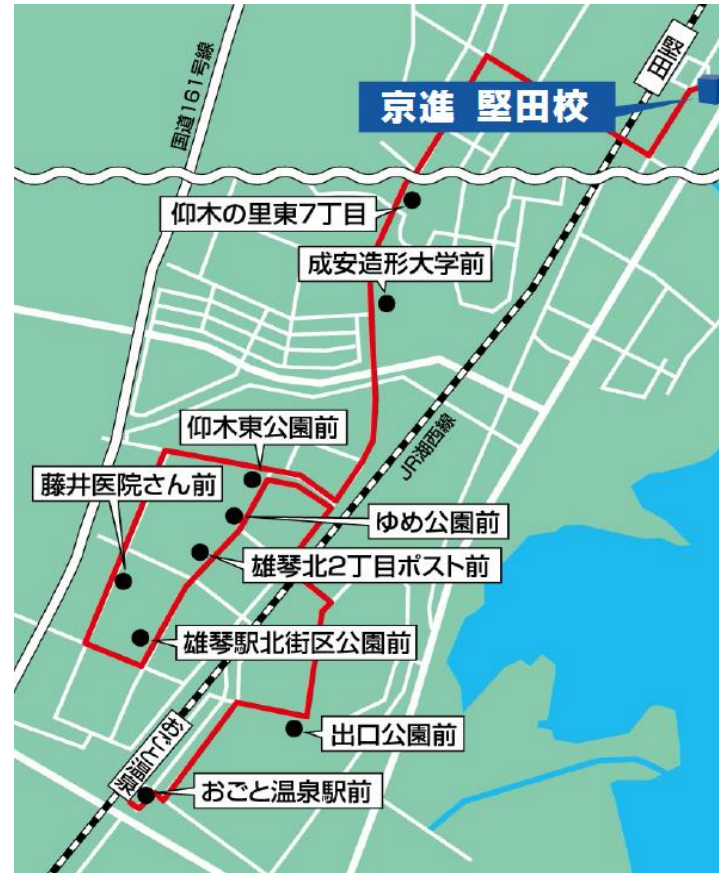 堅田
京進 堅田校
国道161号線
仰木の里東7丁目
成安造形大学前
仰木東公園前
JR湖西線
藤井医院さん前
ゆめ公園前
雄琴北2丁目ポスト前
雄琴駅北街区公園前
出口公園前
おごと温泉
おごと温泉駅前